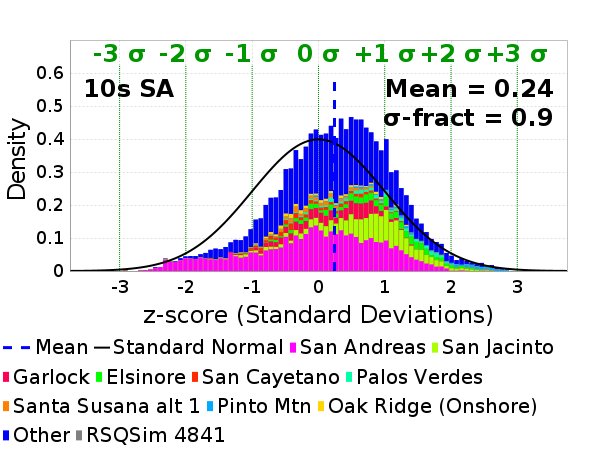 -3 σ -2 σ -1 σ 0 σ +1 σ +2 σ +3 σ
10s SA
Mean = 0.24
σ-fract = 0.9
Density
0.6
0.5
0.4
0.3
0.2
0.1
0
-3 -2 -1 0 1 2 3
z-score (Standard Deviations)
Mean Standard Normal San Andreas San Jacinto
Garlock Elsinore San Cayetano Palos Verdes
Santa Susana alt 1 Pinto Mtn Oak Ridge (Onshore)
Other RSQSim 4841